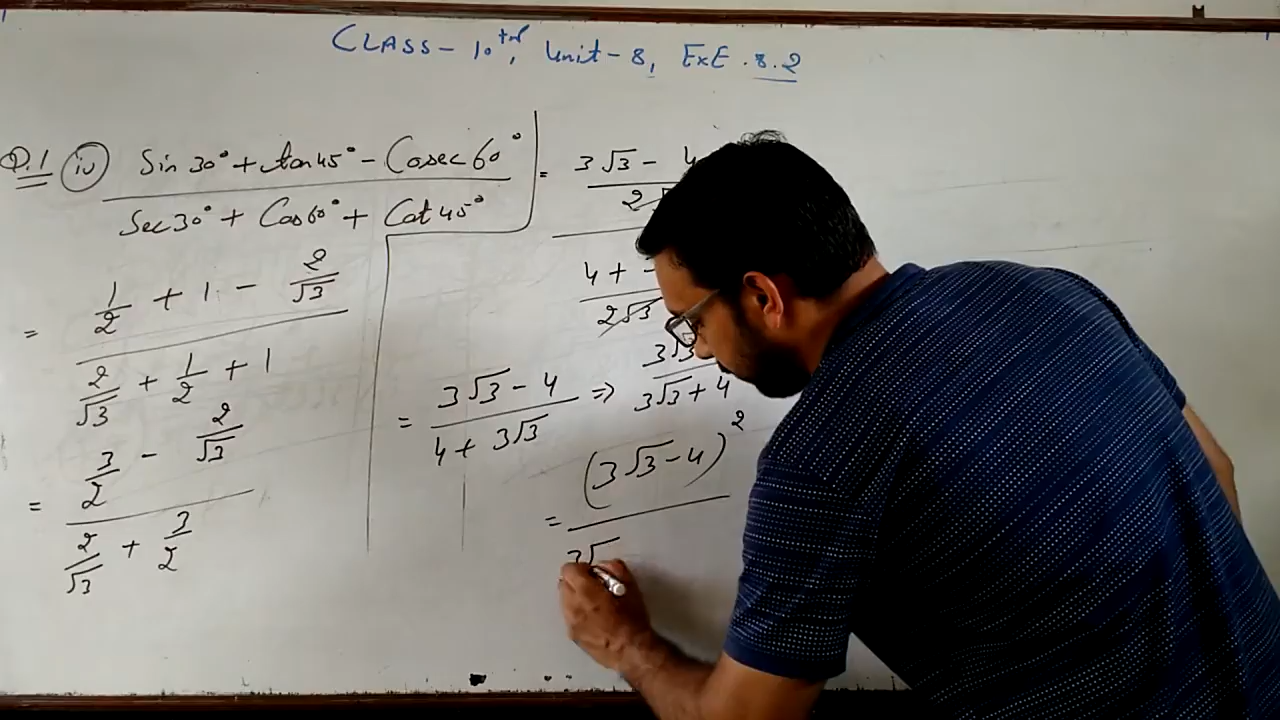 CLASS - 10th, Unit - 8, ExE. 8.2
Q.1 (iv) Sin 30° + tan 45° - Cosec 60°
Sec 30° + Cos 60° + Cot 45°
= 1/2 + 1 - 2/√3
2/√3 + 1/2 + 1
= 3/2 - 2/√3
2/√3 + 3/2
= 3√3 - 4
4 +
2√3
= 3√3 - 4 / 4 + 3√3 ⇒ 3√3 / 3√3 + 4
= (3√3 - 4)²
3√